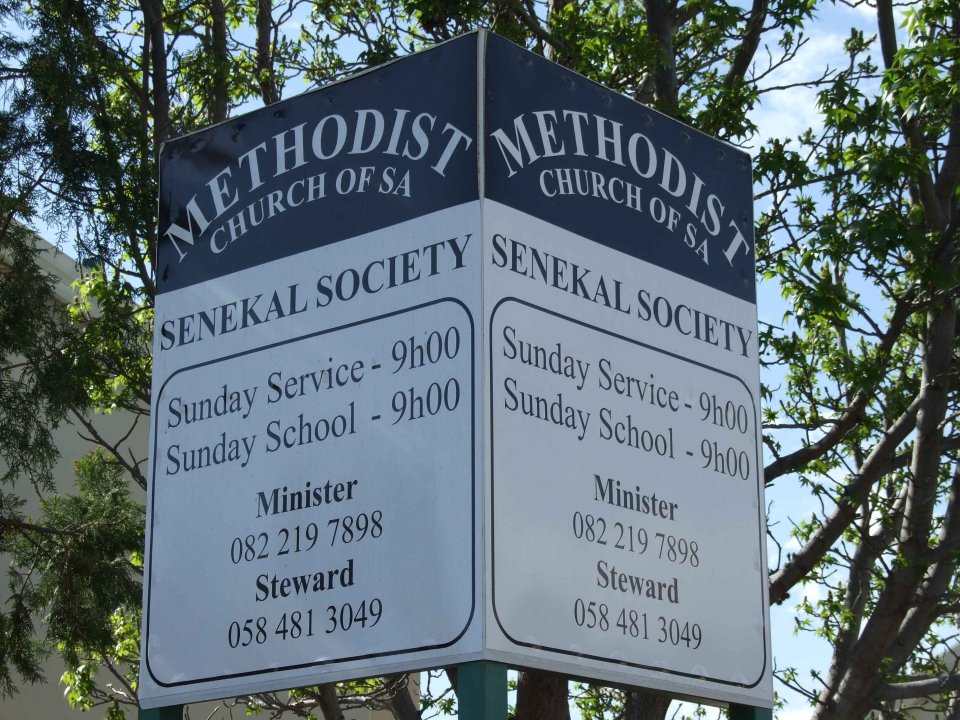 METHODIST
CHURCH OF SA
SENEKAL SOCIETY
Sunday Service - 9h00
Sunday School - 9h00
Minister
082 219 7898
Steward
058 481 3049
METHODIST
CHURCH OF SA
SENEKAL SOCIETY
Sunday Service - 9h00
Sunday School - 9h00
Minister
082 219 7898
Steward
058 481 3049